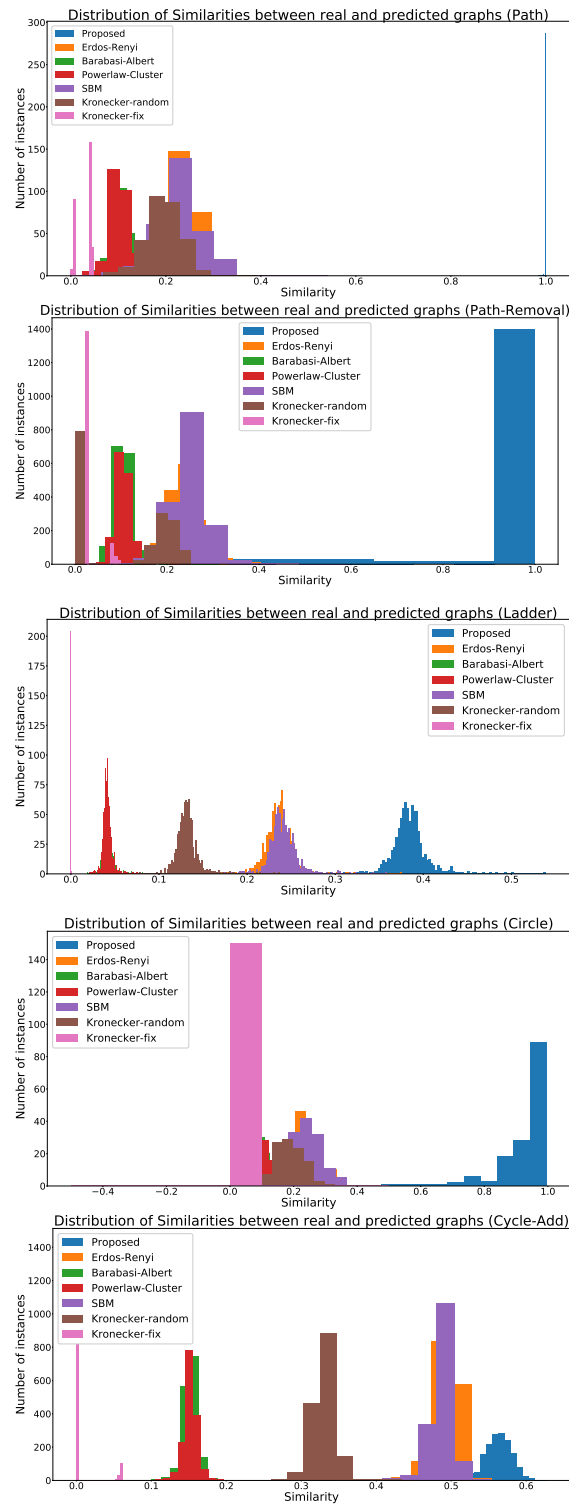 Distribution of Similarities between real and predicted graphs (Path)
300
250
200
150
100
50
0
Number of instances
Proposed
Erdos-Renyi
Barabasi-Albert
Powerlaw-Cluster
SBM
Kronecker-random
Kronecker-fix
0.0 0.2 0.4 0.6 0.8 1.0
Similarity
Distribution of Similarities between real and predicted graphs (Path-Removal)
1400
1200
1000
800
600
400
200
0
Number of instances
Proposed
Erdos-Renyi
Barabasi-Albert
Powerlaw-Cluster
SBM
Kronecker-random
Kronecker-fix
0.0 0.2 0.4 0.6 0.8 1.0
Similarity
Distribution of Similarities between real and predicted graphs (Ladder)
200
175
150
125
100
75
50
25
0
Number of instances
Proposed
Erdos-Renyi
Barabasi-Albert
Powerlaw-Cluster
SBM
Kronecker-random
Kronecker-fix
0.0 0.1 0.2 0.3 0.4 0.5
Similarity
Distribution of Similarities between real and predicted graphs (Circle)
140
120
100
80
60
40
20
0
Number of instances
Proposed
Erdos-Renyi
Barabasi-Albert
Powerlaw-Cluster
SBM
Kronecker-random
Kronecker-fix
−0.4 −0.2 0.0 0.2 0.4 0.6 0.8 1.0
Similarity
Distribution of Similarities between real and predicted graphs (Cycle-Add)
1400
1200
1000
800
600
400
200
0
Number of instances
Proposed
Erdos-Renyi
Barabasi-Albert
Powerlaw-Cluster
SBM
Kronecker-random
Kronecker-fix
0.0 0.1 0.2 0.3 0.4 0.5 0.6
Similarity